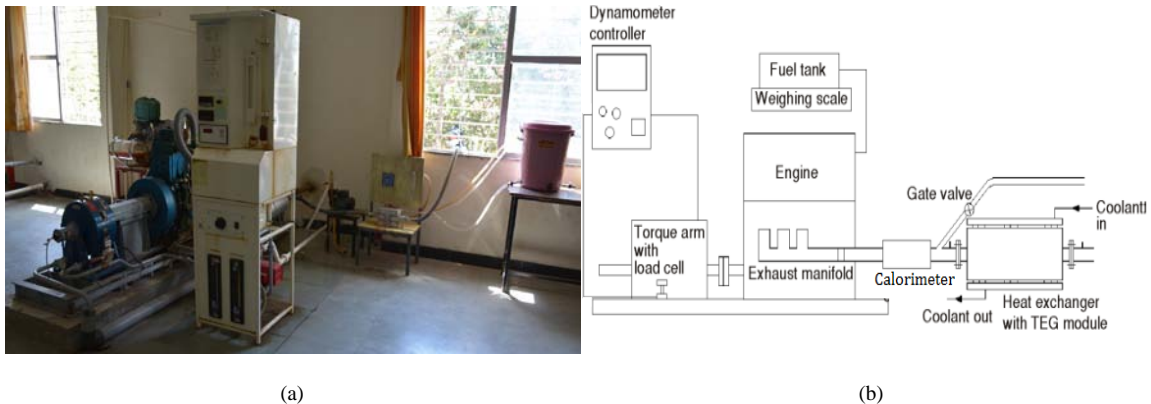 Dynamometer
controller
Fuel tank
Weighing scale
Engine
Gate valve
Coolantl
in
Torque arm
with
load cell
Exhaust manifold
Calorimeter
Coolant out
Heat exchanger
with TEG module
(a)
(b)